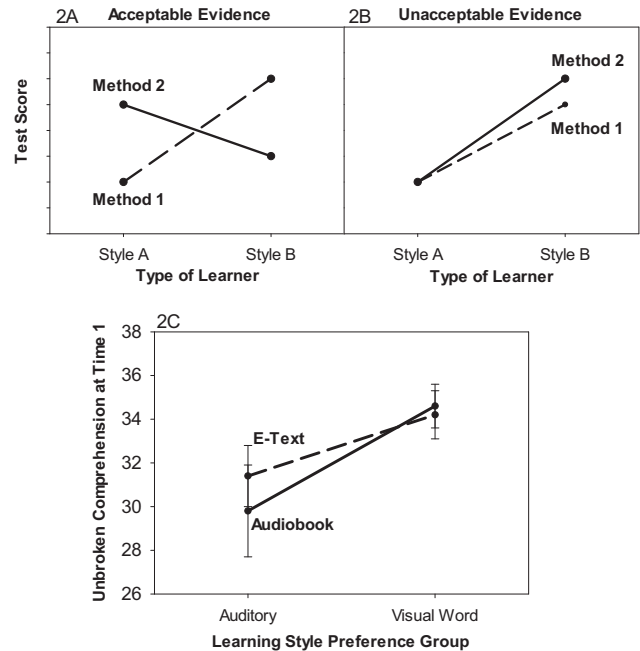 2A
Acceptable Evidence
2B
Unacceptable Evidence
Test Score
Method 2
Method 1
Method 2
Method 1
Style A
Style B
Style A
Style B
Type of Learner
Type of Learner
2C
Unbroken Comprehension at Time 1
38
36
34
32
30
28
26
E-Text
Audiobook
Auditory
Visual Word
Learning Style Preference Group